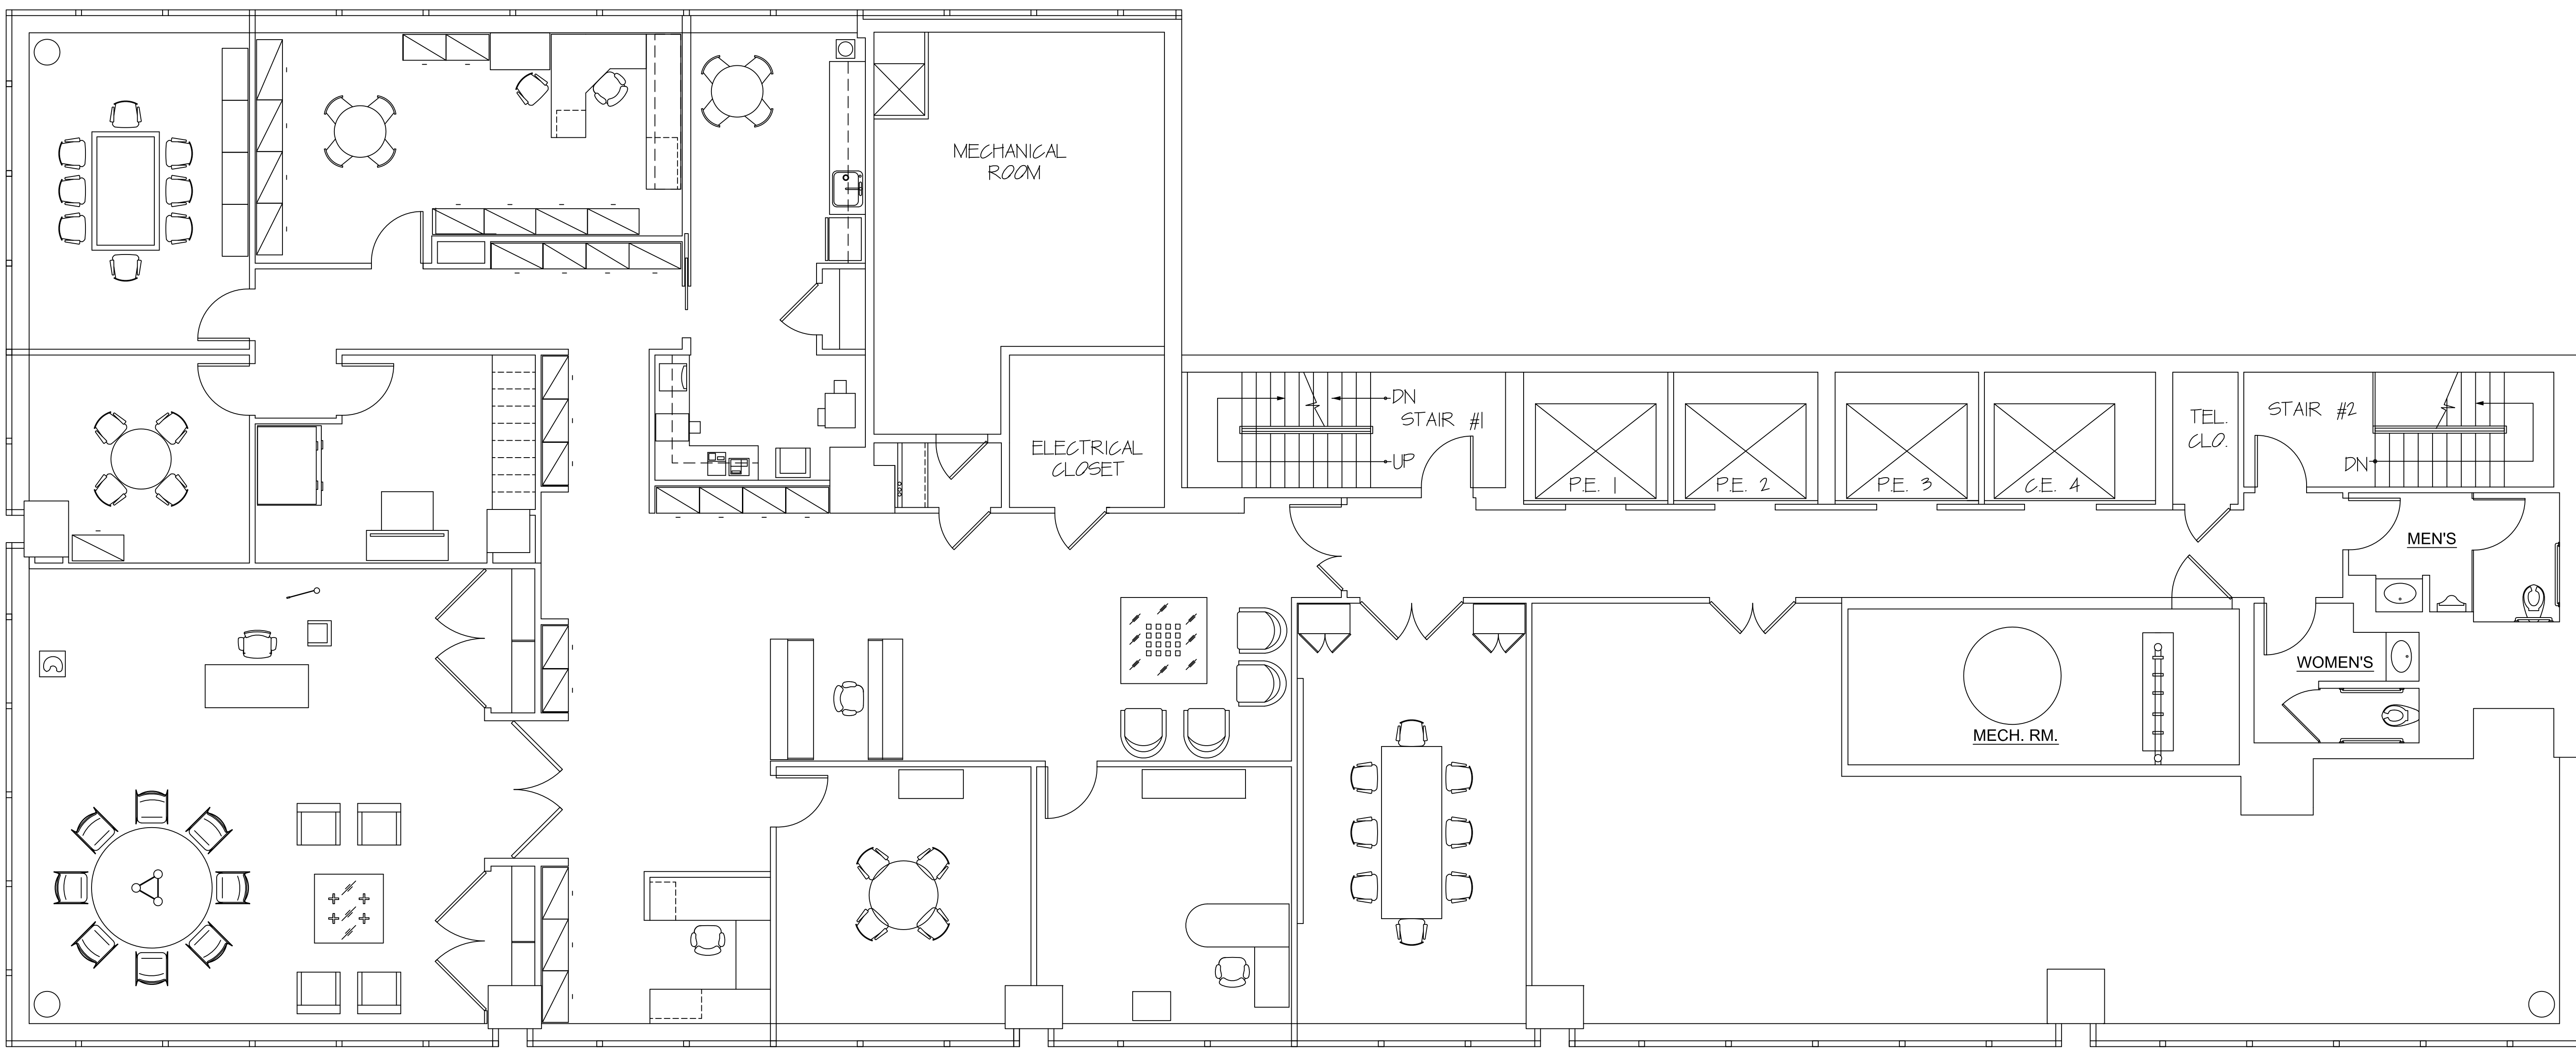 MECHANICAL
ROOM
ELECTRICAL
CLOSET
DN
STAIR #1
UP
P.E. 1
P.E. 2
P.E. 3
C.E. 4
TEL.
CLO.
STAIR #2
DN
MEN'S
WOMEN'S
MECH. RM.